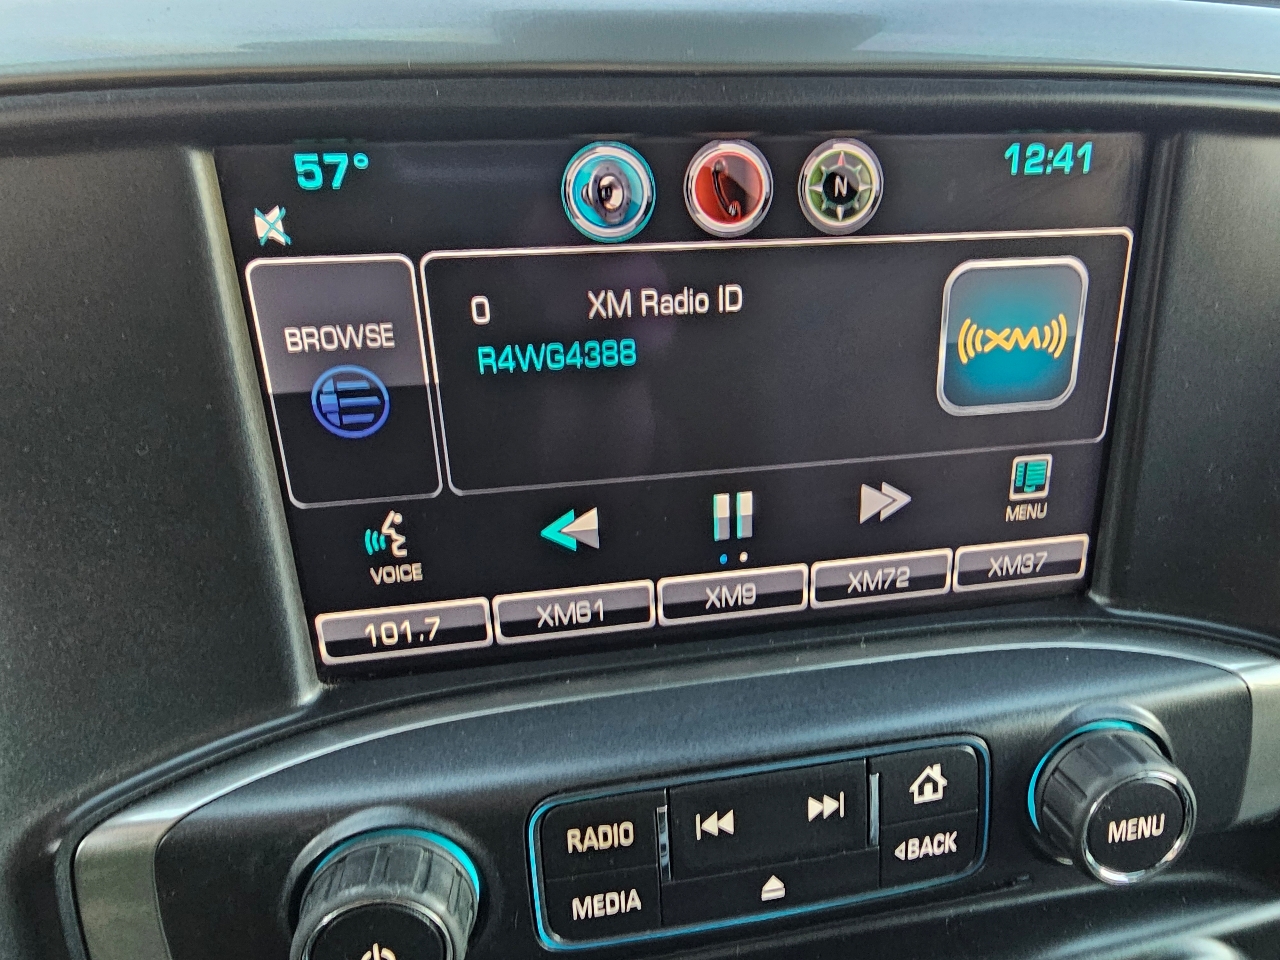 57° 12:41
N
BROWSE
0 XM Radio ID
R4WG4388
XM
VOICE
MENU
101.7 XM61 XM9 XM72 XM37
RADIO
MEDIA
BACK
MENU